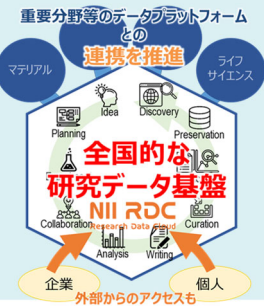 重要分野等のデータプラットフォーム
との
連携を推進
マテリアル
ライフ
サイエンス
Idea
Discovery
Planning
Preservation
全国的な
研究データ基盤
NII RDC
Research Data Cloud
Collaboration
Curation
Analysis
Writing
企業
個人
外部からのアクセスも